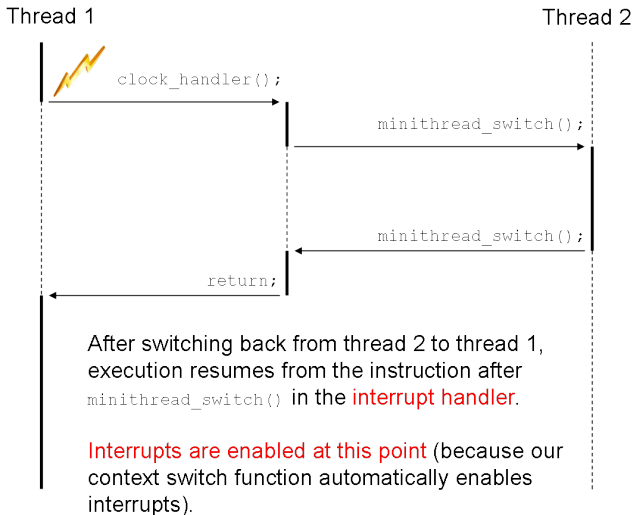 Thread 1
Thread 2
clock_handler();
minithread_switch();
minithread_switch();
return;
After switching back from thread 2 to thread 1,
execution resumes from the instruction after
minithread_switch() in the interrupt handler.
Interrupts are enabled at this point (because our
context switch function automatically enables
interrupts).